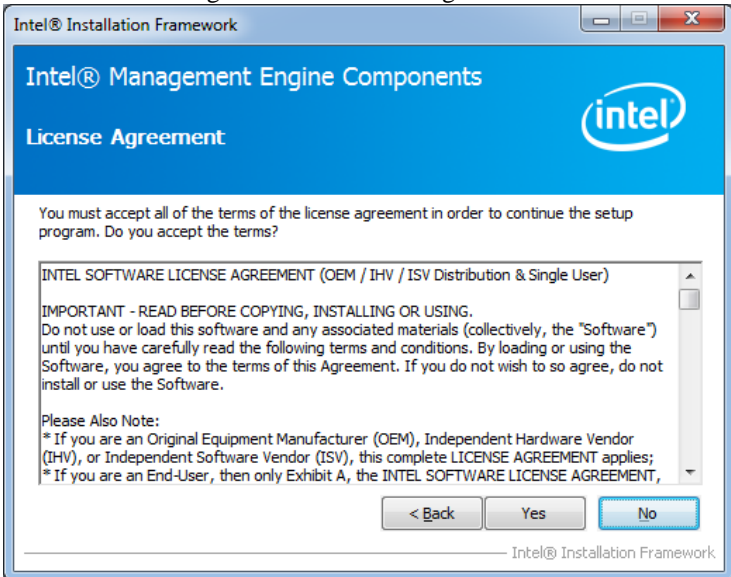 Intel® Installation Framework
Intel® Management Engine Components
License Agreement
intel®
You must accept all of the terms of the license agreement in order to continue the setup
program. Do you accept the terms?
INTEL SOFTWARE LICENSE AGREEMENT (OEM / IHV / ISV Distribution & Single User)
IMPORTANT - READ BEFORE COPYING, INSTALLING OR USING.
Do not use or load this software and any associated materials (collectively, the "Software")
until you have carefully read the following terms and conditions. By loading or using the
Software, you agree to the terms of this Agreement. If you do not wish to so agree, do not
install or use the Software.
Please Also Note:
* If you are an Original Equipment Manufacturer (OEM), Independent Hardware Vendor
(IHV), or Independent Software Vendor (ISV), this complete LICENSE AGREEMENT applies;
* If you are an End-User, then only Exhibit A, the INTEL SOFTWARE LICENSE AGREEMENT,
< Back Yes No
Intel® Installation Framework